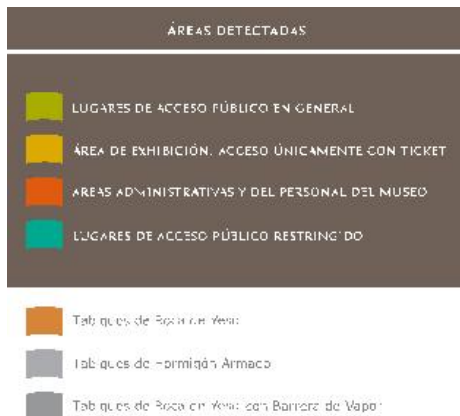 ÁREAS DETECTADAS
LUGARES DE ACCESO PÚBLICO EN GENERAL
ÁREA DE EXHIBICIÓN. ACCESO ÚNICAMENTE CON TICKET
AREAS ADMINISTRATIVAS Y DEL PERSONAL DEL MUSEO
LUGARES DE ACCESO PÚBLICO RESTRINGIDO
Tabiques de Roca de Yeso
Tabiques de Hormigón Armado
Tabiques de Roca de Yeso con Barrera de Vapor